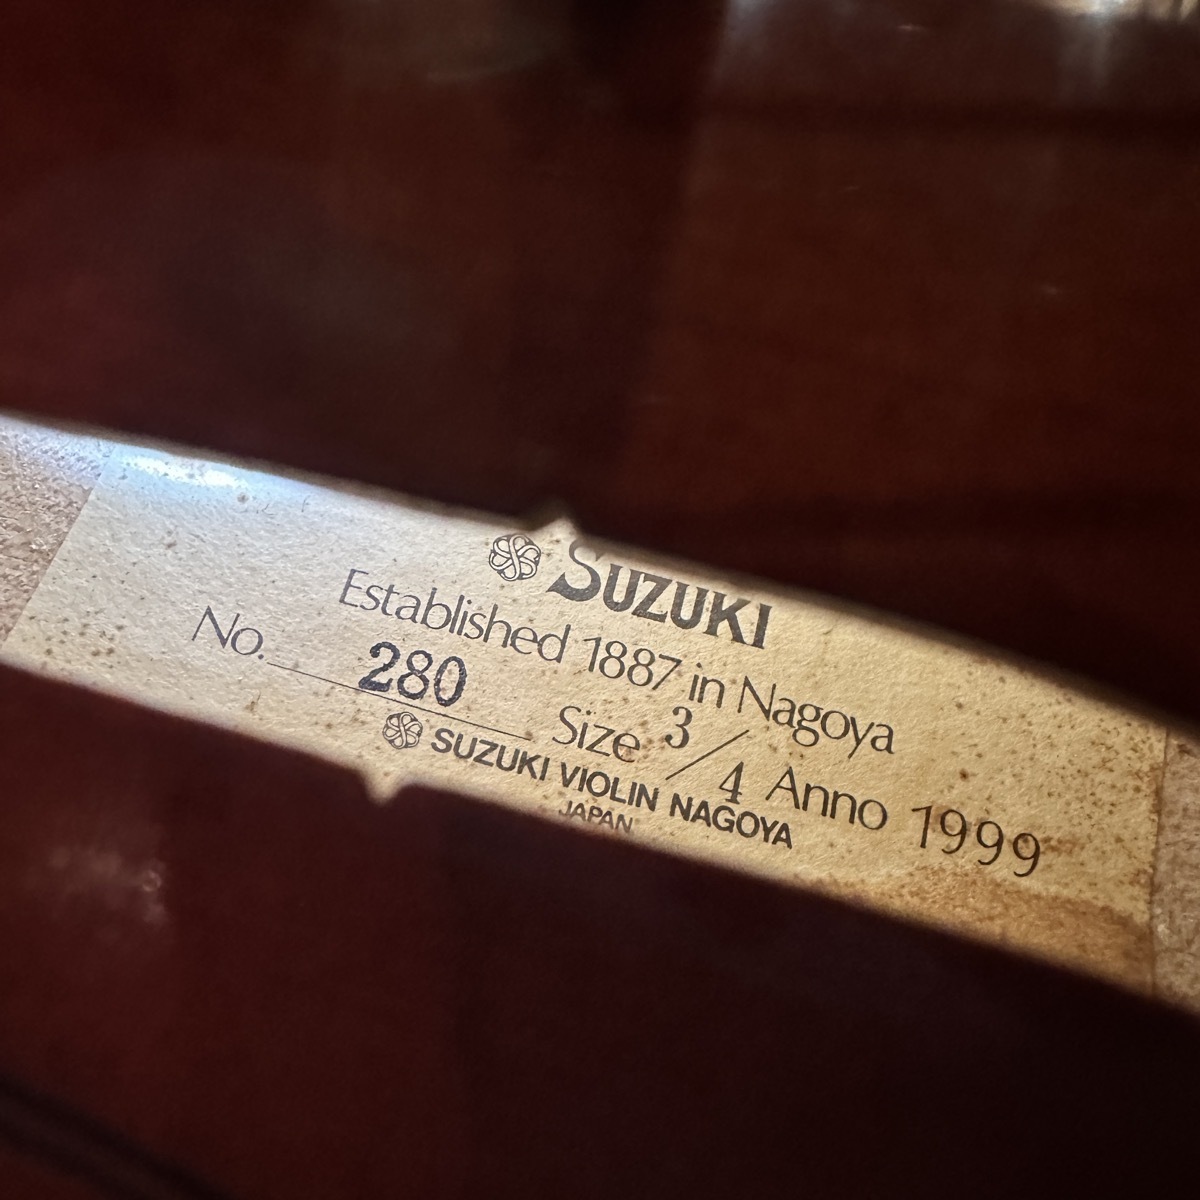 SUZUKI
Established 1887 in Nagoya
No. 280 Size 3/4 Anno 1999
SUZUKI VIOLIN NAGOYA
JAPAN